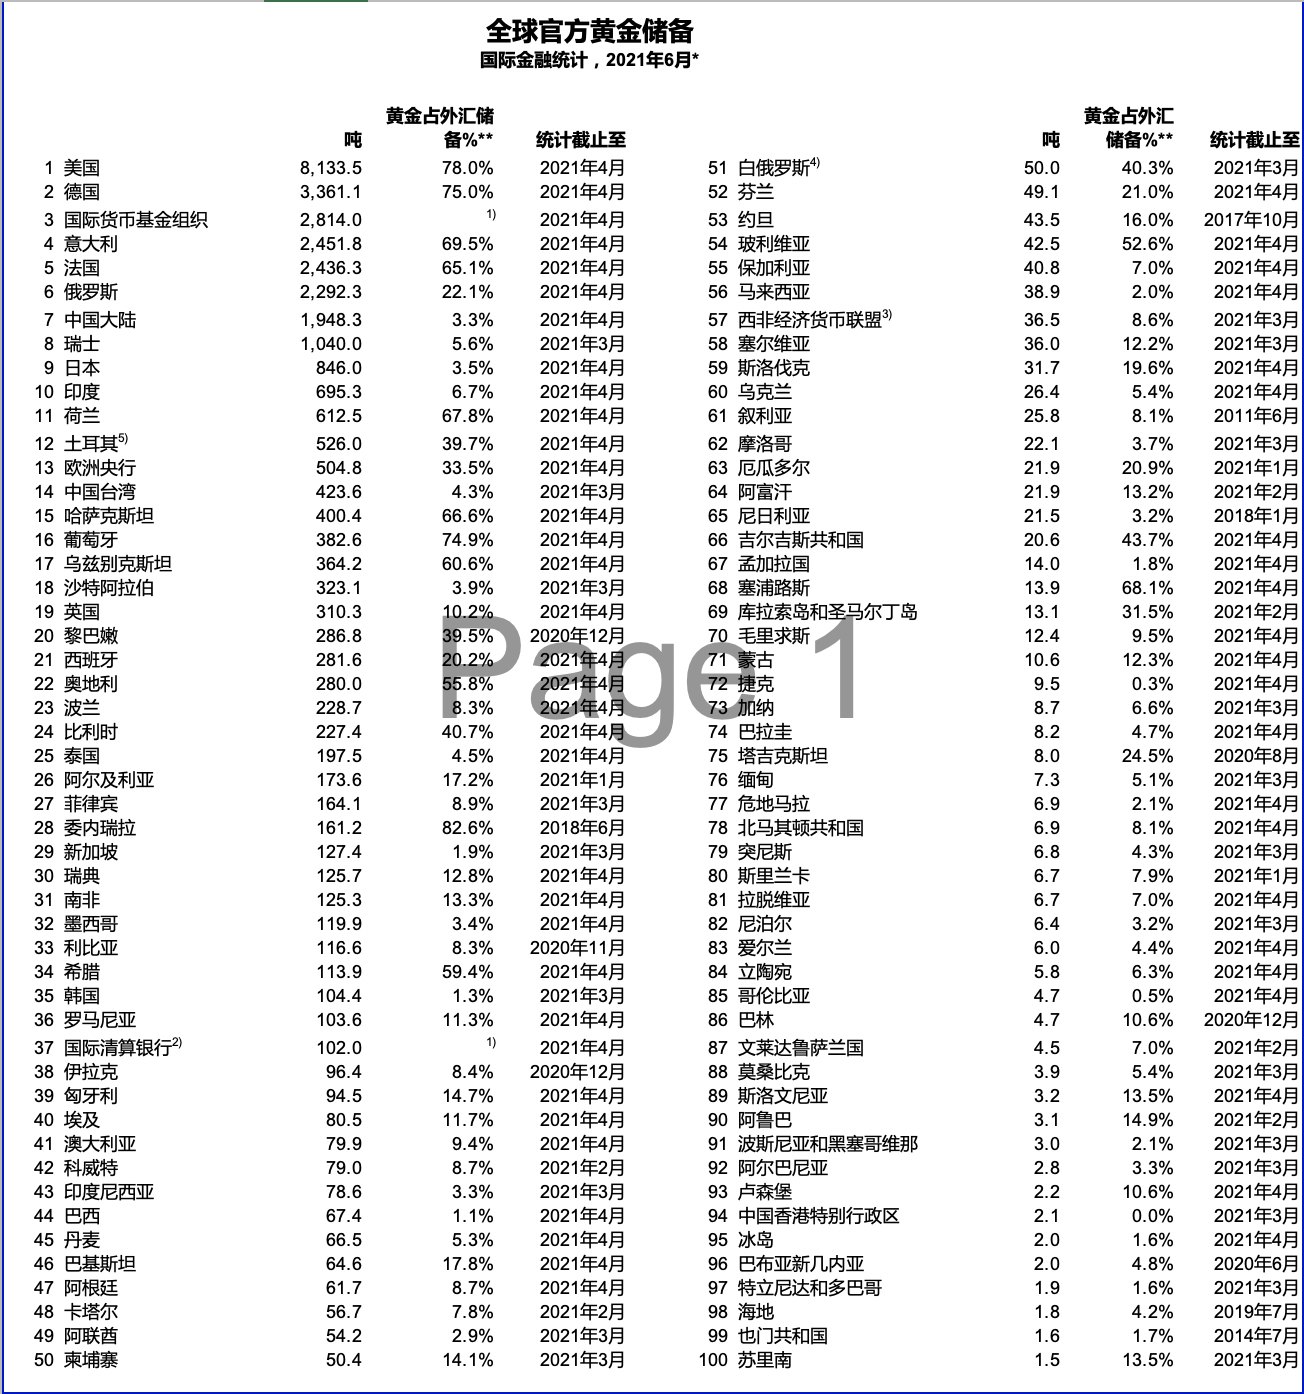 全球官方黄金储备
国际金融统计，2021年6月*
黄金占外汇储
吨 备%** 统计截止至
1 美国 8,133.5 78.0% 2021年4月
2 德国 3,361.1 75.0% 2021年4月
3 国际货币基金组织 2,814.0 1) 2021年4月
4 意大利 2,451.8 69.5% 2021年4月
5 法国 2,436.3 65.1% 2021年4月
6 俄罗斯 2,292.3 22.1% 2021年4月
7 中国大陆 1,948.3 3.3% 2021年4月
8 瑞士 1,040.0 5.6% 2021年3月
9 日本 846.0 3.5% 2021年4月
10 印度 695.3 6.7% 2021年4月
11 荷兰 612.5 67.8% 2021年4月
12 土耳其5) 526.0 39.7% 2021年4月
13 欧洲央行 504.8 33.5% 2021年4月
14 中国台湾 423.6 4.3% 2021年3月
15 哈萨克斯坦 400.4 66.6% 2021年4月
16 葡萄牙 382.6 74.9% 2021年4月
17 乌兹别克斯坦 364.2 60.6% 2021年4月
18 沙特阿拉伯 323.1 3.9% 2021年3月
19 英国 310.3 10.2% 2021年4月
20 黎巴嫩 286.8 39.5% 2020年12月
21 西班牙 281.6 20.2% 2021年4月
22 奥地利 280.0 55.8% 2021年4月
23 波兰 228.7 8.3% 2021年4月
24 比利时 227.4 40.7% 2021年4月
25 泰国 197.5 4.5% 2021年4月
26 阿尔及利亚 173.6 17.2% 2021年1月
27 菲律宾 164.1 8.9% 2021年3月
28 委内瑞拉 161.2 82.6% 2018年6月
29 新加坡 127.4 1.9% 2021年3月
30 瑞典 125.7 12.8% 2021年4月
31 南非 125.3 13.3% 2021年4月
32 墨西哥 119.9 3.4% 2021年4月
33 利比亚 116.6 8.3% 2020年11月
34 希腊 113.9 59.4% 2021年4月
35 韩国 104.4 1.3% 2021年3月
36 罗马尼亚 103.6 11.3% 2021年4月
37 国际清算银行2) 102.0 1) 2021年4月
38 伊拉克 96.4 8.4% 2020年12月
39 匈牙利 94.5 14.7% 2021年4月
40 埃及 80.5 11.7% 2021年4月
41 澳大利亚 79.9 9.4% 2021年4月
42 科威特 79.0 8.7% 2021年2月
43 印度尼西亚 78.6 3.3% 2021年3月
44 巴西 67.4 1.1% 2021年4月
45 丹麦 66.5 5.3% 2021年4月
46 巴基斯坦 64.6 17.8% 2021年4月
47 阿根廷 61.7 8.7% 2021年4月
48 卡塔尔 56.7 7.8% 2021年2月
49 阿联酋 54.2 2.9% 2021年3月
50 柬埔寨 50.4 14.1% 2021年3月
黄金占外汇
吨 储备%** 统计截止至
51 白俄罗斯4) 50.0 40.3% 2021年3月
52 芬兰 49.1 21.0% 2021年4月
53 约旦 43.5 16.0% 2017年10月
54 玻利维亚 42.5 52.6% 2021年4月
55 保加利亚 40.8 7.0% 2021年4月
56 马来西亚 38.9 2.0% 2021年4月
57 西非经济货币联盟3) 36.5 8.6% 2021年3月
58 塞尔维亚 36.0 12.2% 2021年3月
59 斯洛伐克 31.7 19.6% 2021年4月
60 乌克兰 26.4 5.4% 2021年4月
61 叙利亚 25.8 8.1% 2011年6月
62 摩洛哥 22.1 3.7% 2021年3月
63 厄瓜多尔 21.9 20.9% 2021年1月
64 阿富汗 21.9 13.2% 2021年2月
65 尼日利亚 21.5 3.2% 2018年1月
66 吉尔吉斯共和国 20.6 43.7% 2021年4月
67 孟加拉国 14.0 1.8% 2021年4月
68 塞浦路斯 13.9 68.1% 2021年4月
69 库拉索岛和圣马尔丁岛 13.1 31.5% 2021年2月
70 毛里求斯 12.4 9.5% 2021年4月
71 蒙古 10.6 12.3% 2021年4月
72 捷克 9.5 0.3% 2021年4月
73 加纳 8.7 6.6% 2021年3月
74 巴拉圭 8.2 4.7% 2021年4月
75 塔吉克斯坦 8.0 24.5% 2020年8月
76 缅甸 7.3 5.1% 2021年3月
77 危地马拉 6.9 2.1% 2021年4月
78 北马其顿共和国 6.9 8.1% 2021年4月
79 突尼斯 6.8 4.3% 2021年3月
80 斯里兰卡 6.7 7.9% 2021年1月
81 拉脱维亚 6.7 7.0% 2021年4月
82 尼泊尔 6.4 3.2% 2021年3月
83 爱尔兰 6.0 4.4% 2021年4月
84 立陶宛 5.8 6.3% 2021年4月
85 哥伦比亚 4.7 0.5% 2021年4月
86 巴林 4.7 10.6% 2020年12月
87 文莱达鲁萨兰国 4.5 7.0% 2021年2月
88 莫桑比克 3.9 5.4% 2021年3月
89 斯洛文尼亚 3.2 13.5% 2021年4月
90 阿鲁巴 3.1 14.9% 2021年2月
91 波斯尼亚和黑塞哥维那 3.0 2.1% 2021年3月
92 阿尔巴尼亚 2.8 3.3% 2021年3月
93 卢森堡 2.2 10.6% 2021年4月
94 中国香港特别行政区 2.1 0.0% 2021年3月
95 冰岛 2.0 1.6% 2021年4月
96 巴布亚新几内亚 2.0 4.8% 2020年6月
97 特立尼达和多巴哥 1.9 1.6% 2021年3月
98 海地 1.8 4.2% 2019年7月
99 也门共和国 1.6 1.7% 2014年7月
100 苏里南 1.5 13.5% 2021年3月
Page 1